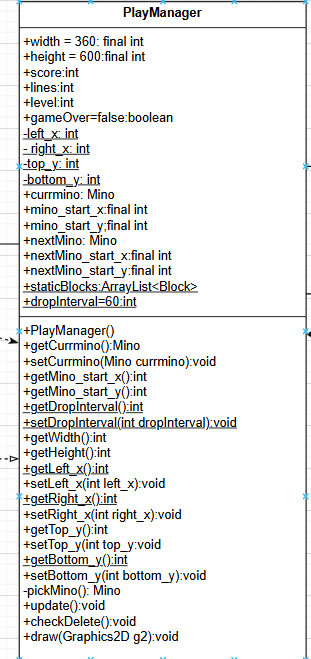 PlayManager
+width = 360: final int
+height = 600:final int
+score:int
+lines:int
+level:int
+gameOver=false:boolean
-left_x: int
- right_x: int
-top_y: int
-bottom_y: int
+currmino: Mino
+mino_start_x:final int
+mino_start_y;final int
+nextMino: Mino
+nextMino_start_x:final int
+nextMino_start_y:final int
+staticBlocks:ArrayList<Block>
+dropInterval=60:int
+PlayManager()
+getCurrmino():Mino
+setCurrmino(Mino currmino):void
+getMino_start_x():int
+getMino_start_y():int
+getDropInterval():int
+setDropInterval(int dropInterval):void
+getWidth():int
+getHeight():int
+getLeft_x():int
+setLeft_x(int left_x):void
+getRight_x():int
+setRight_x(int right_x):void
+getTop_y():int
+setTop_y(int top_y:void
+getBottom_y():int
+setBottom_y(int bottom_y):void
-pickMino(): Mino
+update():void
+checkDelete():void
+draw(Graphics2D g2):void